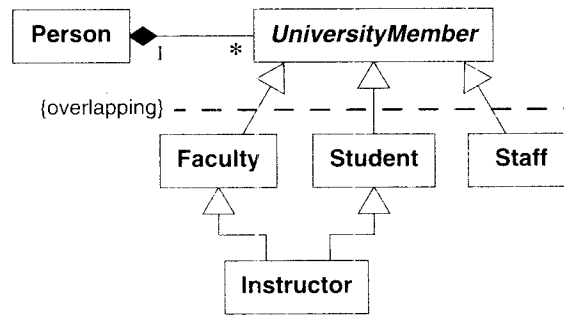 Person
UniversityMember
1
*
{overlapping}
Faculty
Student
Staff
Instructor